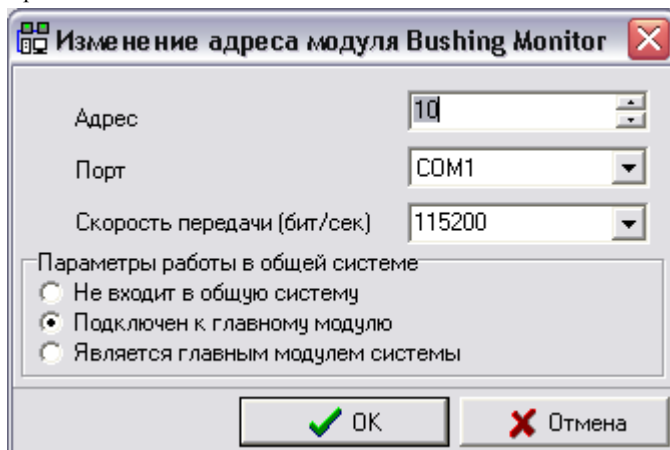 Изменение адреса модуля Bushing Monitor
Адрес 10
Порт COM1
Скорость передачи (бит/сек) 115200
Параметры работы в общей системе
Не входит в общую систему
Подключен к главному модулю
Является главным модулем системы
OK Отмена